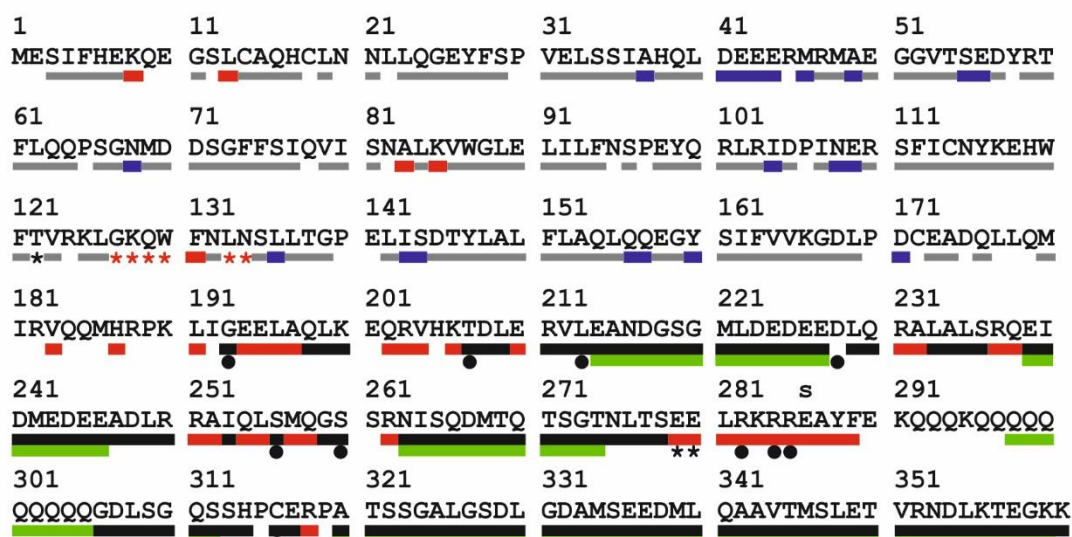 1 11 21 31 41 51
MESIFHEKQE GSLCAQHCLN NLLQGEYFSP VELSSIAHQL DEEERMRMAE GGVTSEDYRT
61 71 81 91 101 111
FLQQPSGNMD DSGFFSIQVI SNALKVWGLE LILFNSPEYQ RLRIDPINER SFICNYKEHW
121 131 141 151 161 171
FTVRKLGKQW FNLNSLLTGP ELISDTYLAL FLAQLQQEGY SIFVVKGDLP DCEADQLLQM
* **** **
181 191 201 211 221 231
IRVQQMHRPK LIGEELAQLK EQRVHKTDLE RVLEANDGSG MLDEDEEDLQ RALALSRQEI
241 251 261 271 281 s 291
DMEDEEADLR RAIQLSMQGS SRNISQDMTQ TSGTNLTSEE LRKRREAYFE KQQQKQQQQQ
**
301 311 321 331 341 351
QQQQQGDLSG QSSHPCERPA TSSGALGSDL GDAMSEEDML QAAVTMSLET VRNDLKTEGKK